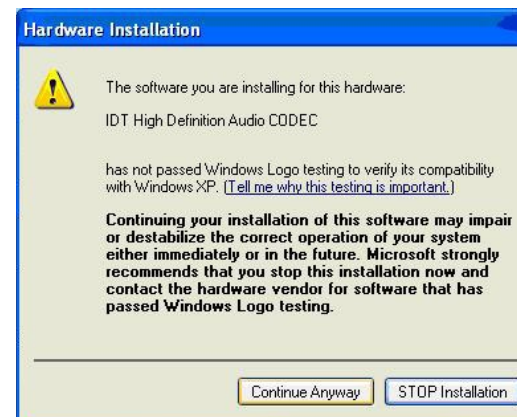 Hardware Installation
The software you are installing for this hardware:
IDT High Definition Audio CODEC
has not passed Windows Logo testing to verify its compatibility
with Windows XP. (Tell me why this testing is important.)
Continuing your installation of this software may impair
or destabilize the correct operation of your system
either immediately or in the future. Microsoft strongly
recommends that you stop this installation now and
contact the hardware vendor for software that has
passed Windows Logo testing.
Continue Anyway
STOP Installation